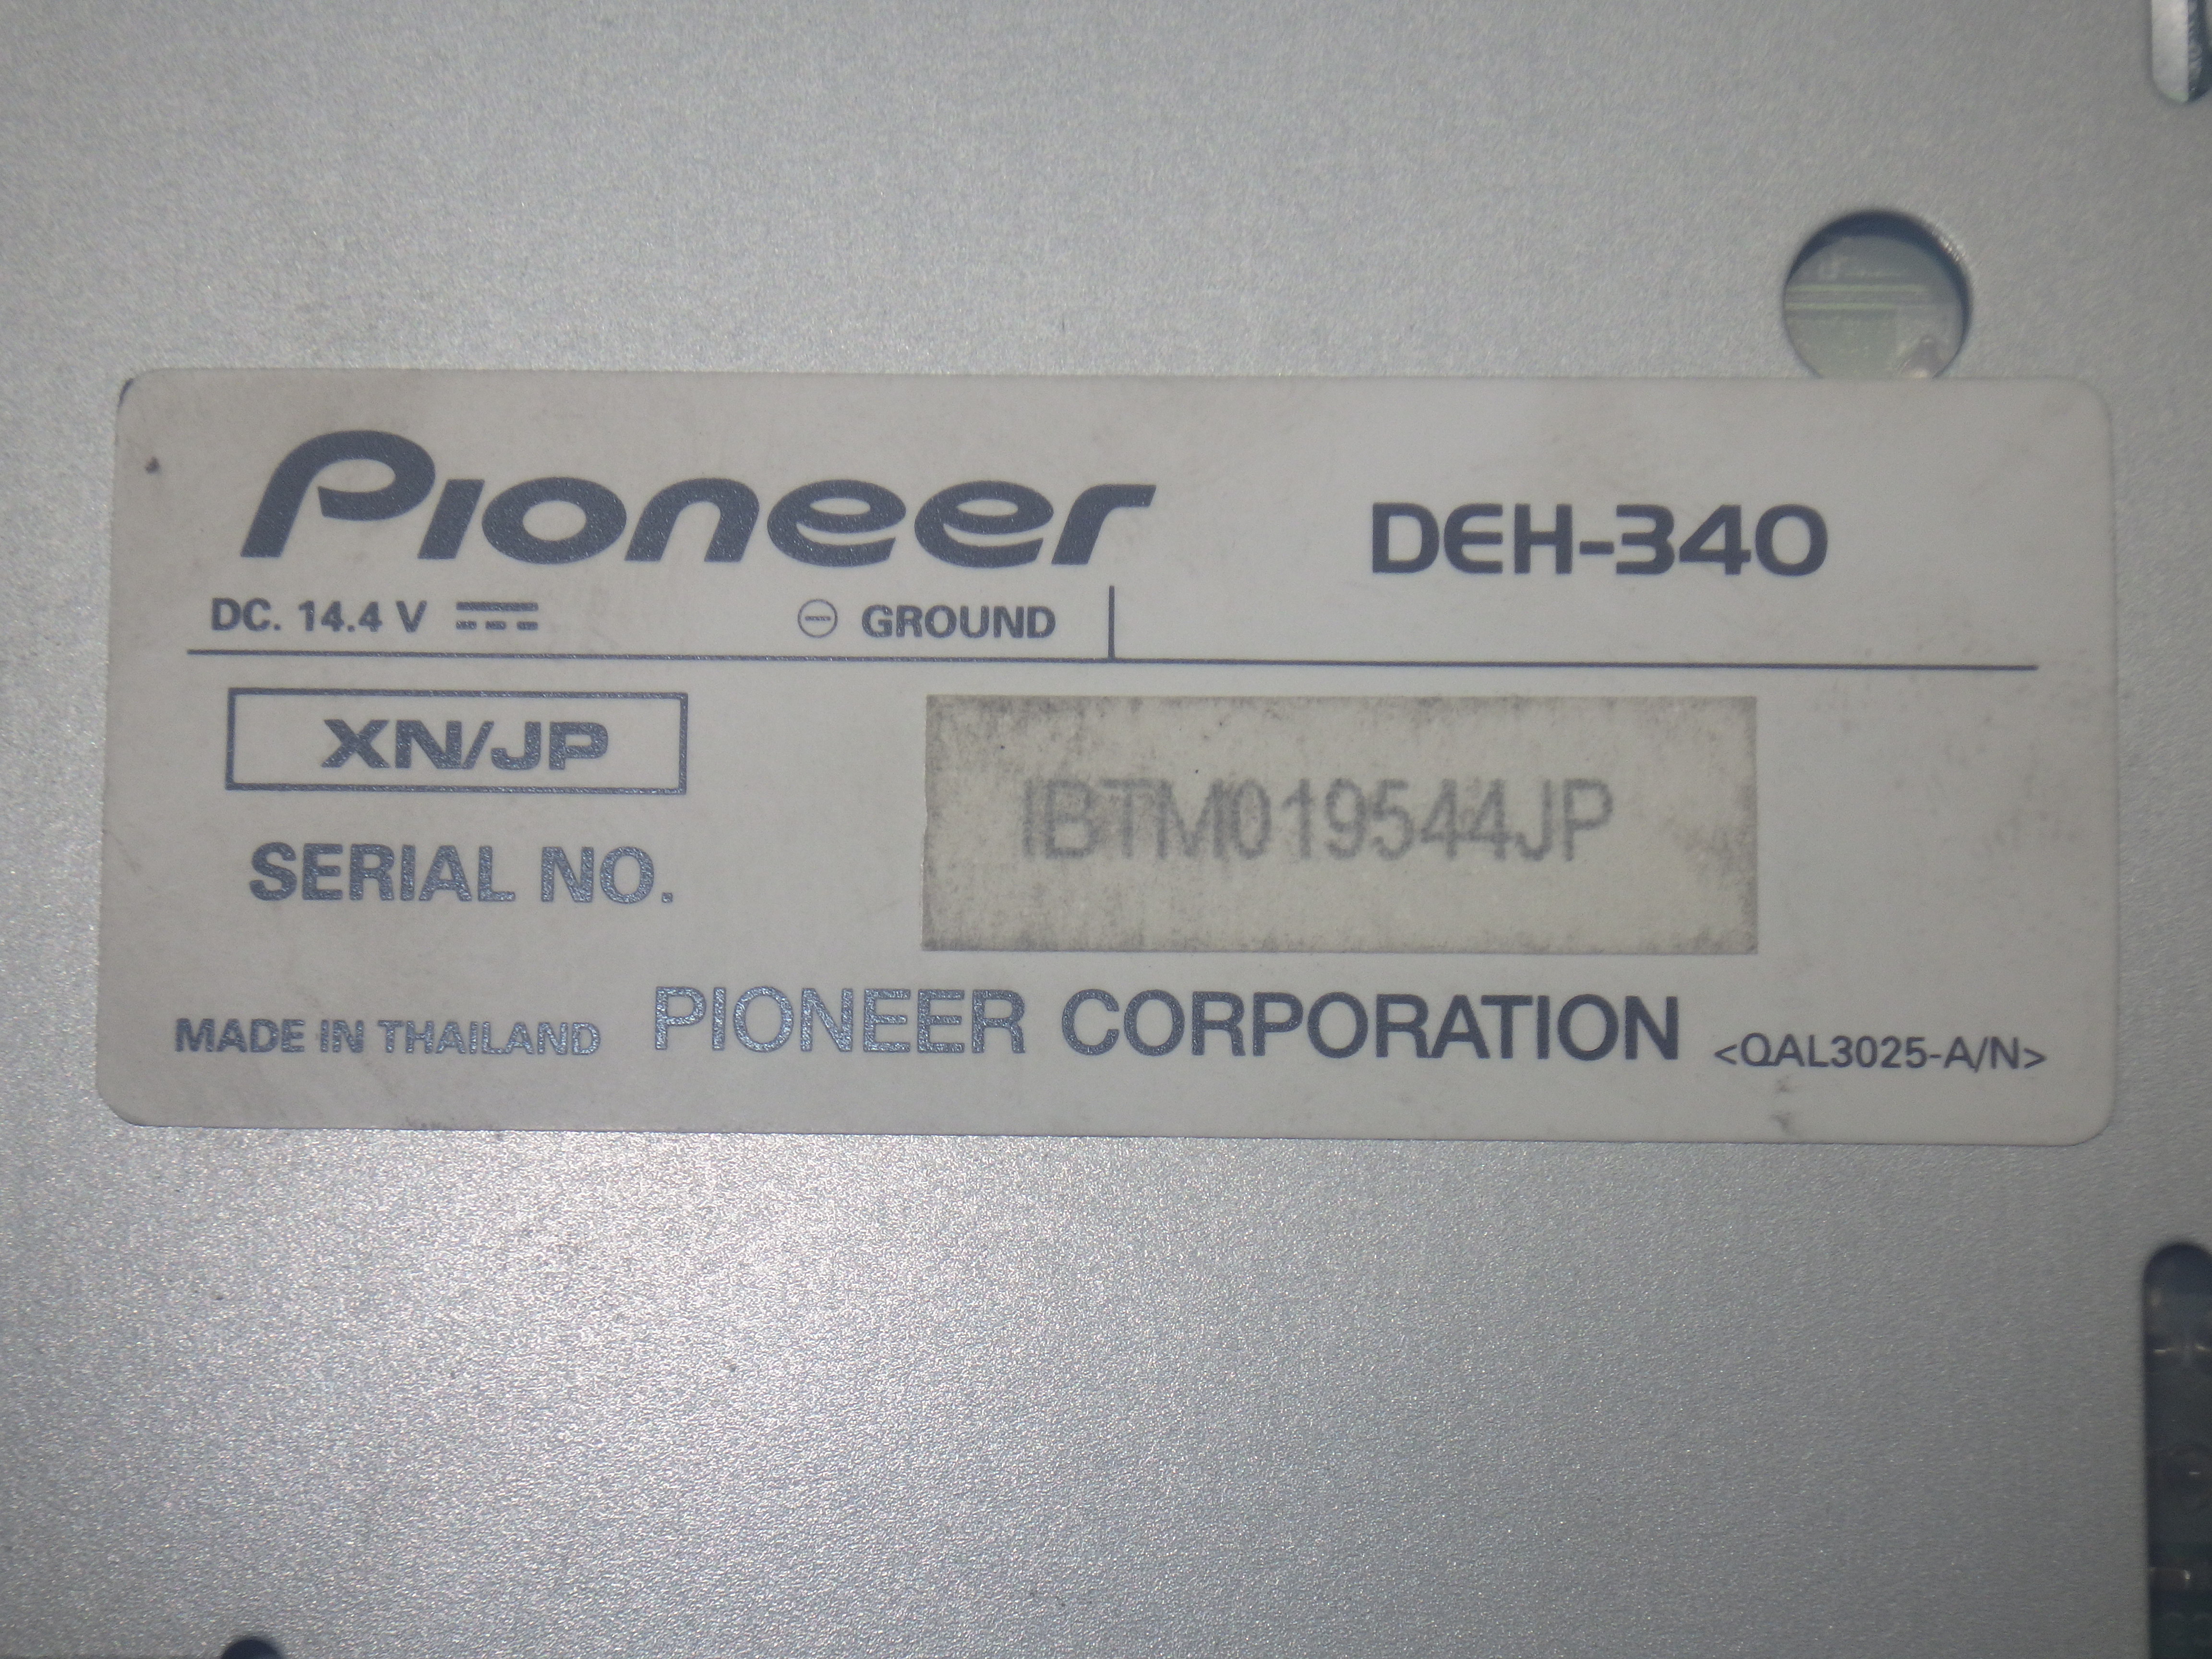 Pioneer DEH-340
DC. 14.4 V ⎓ ⊖ GROUND
XN/JP
SERIAL NO. IBTM019544JP
MADE IN THAILAND PIONEER CORPORATION <QAL3025-A/N>